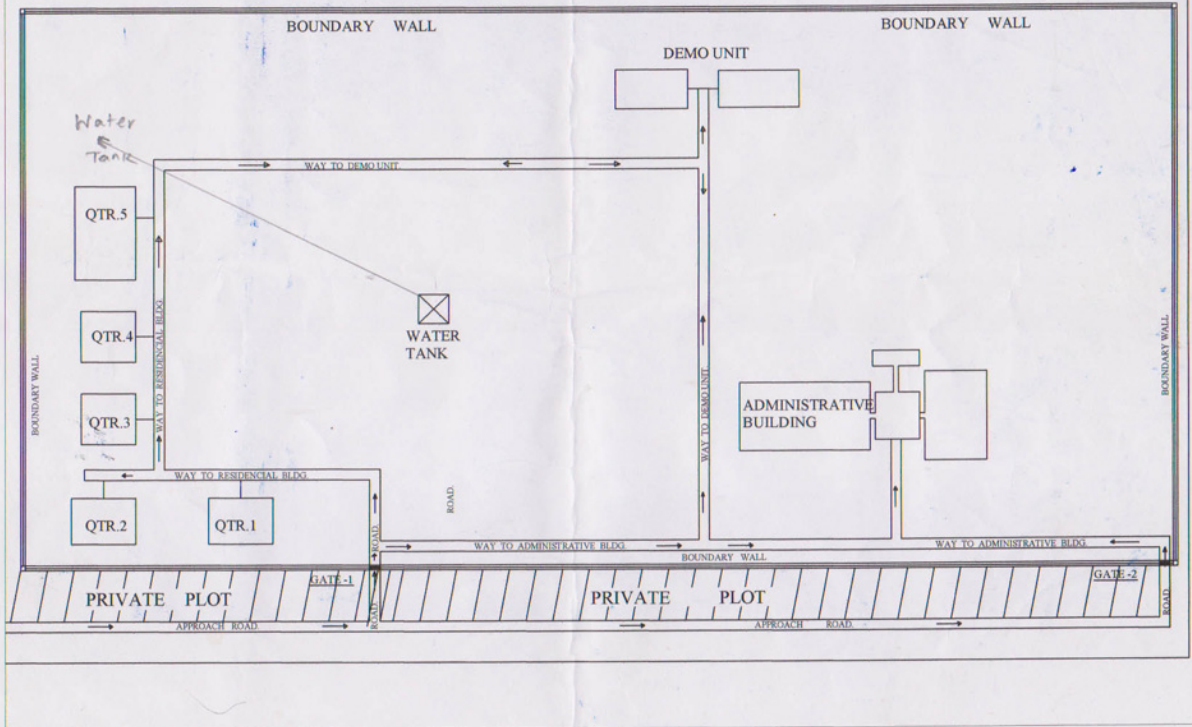 BOUNDARY WALL
BOUNDARY WALL
DEMO UNIT
Water
Tank
WAY TO DEMO UNIT.
QTR.5
QTR.4
QTR.3
WAY TO RESIDENCIAL BLDG.
WATER
TANK
BOUNDARY WALL
BOUNDARY WALL
WAY TO DEMO UNIT.
ADMINISTRATIVE
BUILDING
WAY TO RESIDENCIAL BLDG.
QTR.2
QTR.1
ROAD.
ROAD.
WAY TO ADMINISTRATIVE BLDG.
WAY TO ADMINISTRATIVE BLDG.
BOUNDARY WALL
GATE -1
GATE -2
PRIVATE PLOT
PRIVATE PLOT
ROAD.
ROAD
APPROACH ROAD.
APPROACH ROAD.